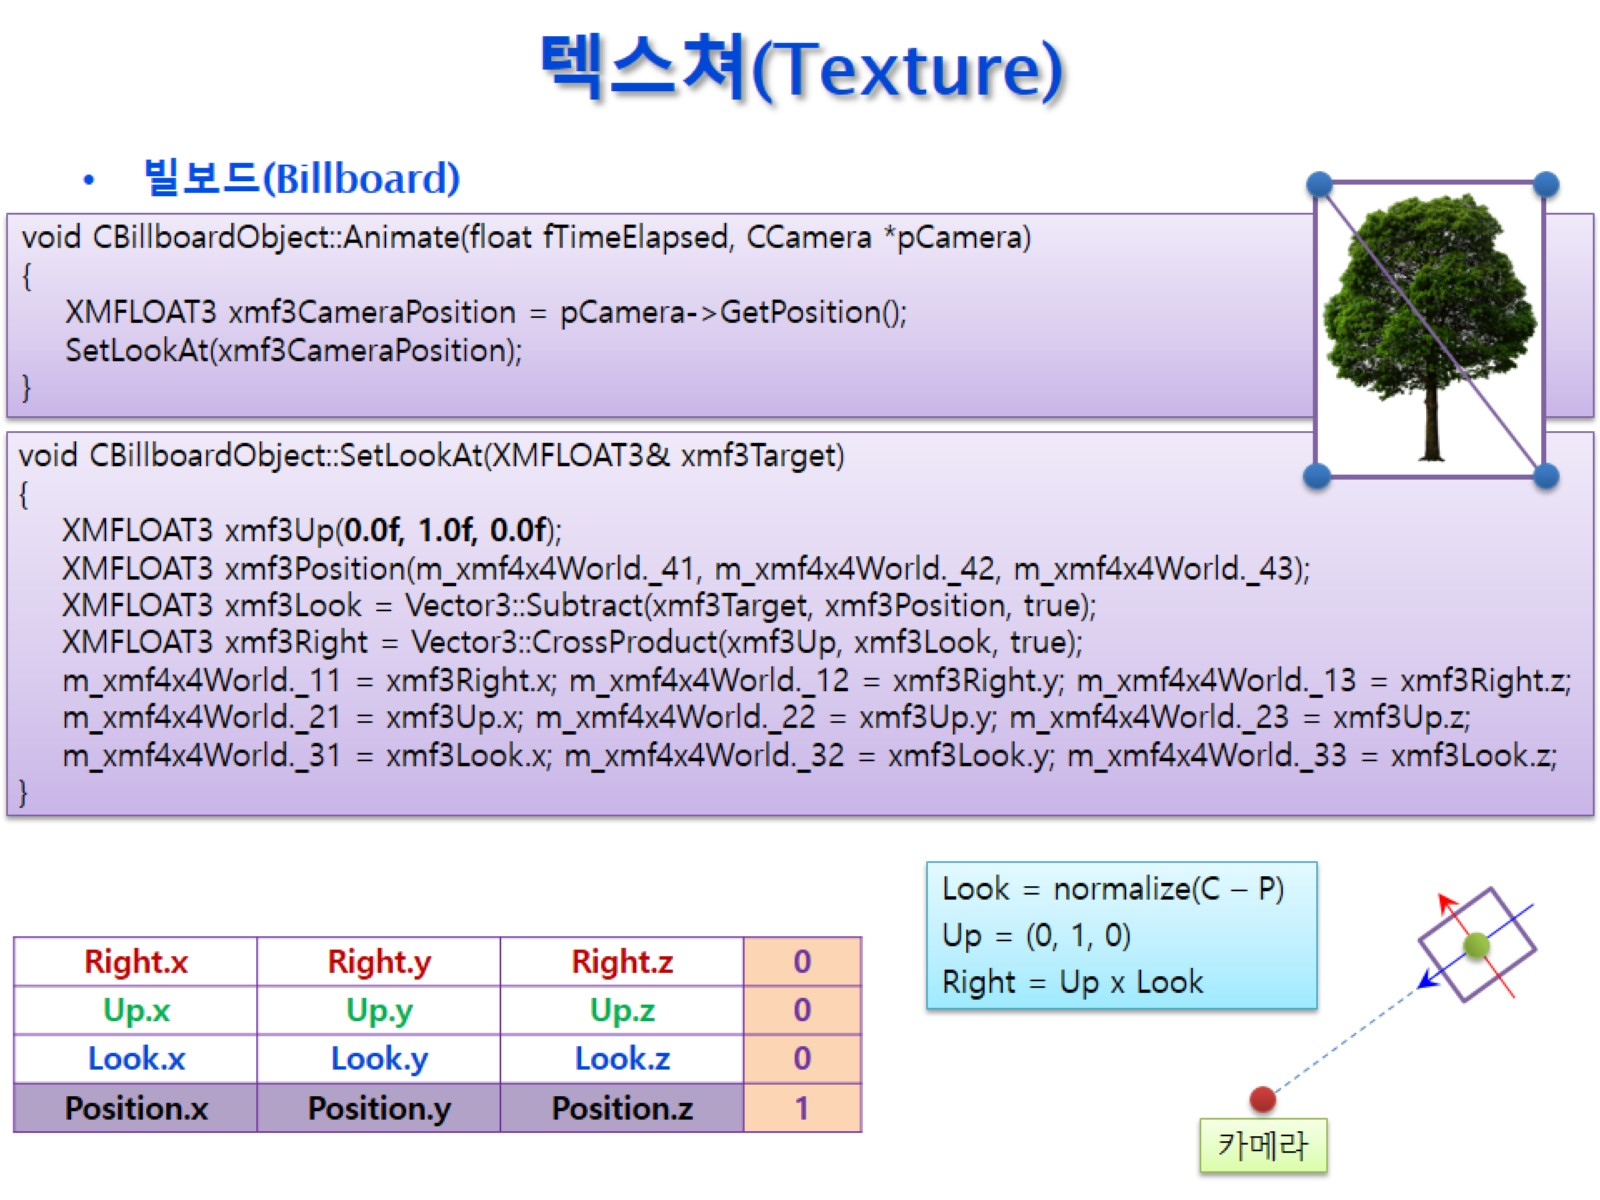 텍스쳐(Texture)
• 빌보드(Billboard)
void CBillboardObject::Animate(float fTimeElapsed, CCamera *pCamera)
{
XMFLOAT3 xmf3CameraPosition = pCamera->GetPosition();
SetLookAt(xmf3CameraPosition);
}
void CBillboardObject::SetLookAt(XMFLOAT3& xmf3Target)
{
XMFLOAT3 xmf3Up(0.0f, 1.0f, 0.0f);
XMFLOAT3 xmf3Position(m_xmf4x4World._41, m_xmf4x4World._42, m_xmf4x4World._43);
XMFLOAT3 xmf3Look = Vector3::Subtract(xmf3Target, xmf3Position, true);
XMFLOAT3 xmf3Right = Vector3::CrossProduct(xmf3Up, xmf3Look, true);
m_xmf4x4World._11 = xmf3Right.x; m_xmf4x4World._12 = xmf3Right.y; m_xmf4x4World._13 = xmf3Right.z;
m_xmf4x4World._21 = xmf3Up.x; m_xmf4x4World._22 = xmf3Up.y; m_xmf4x4World._23 = xmf3Up.z;
m_xmf4x4World._31 = xmf3Look.x; m_xmf4x4World._32 = xmf3Look.y; m_xmf4x4World._33 = xmf3Look.z;
}
Right.x Right.y Right.z 0
Up.x Up.y Up.z 0
Look.x Look.y Look.z 0
Position.x Position.y Position.z 1
Look = normalize(C – P)
Up = (0, 1, 0)
Right = Up x Look
카메라